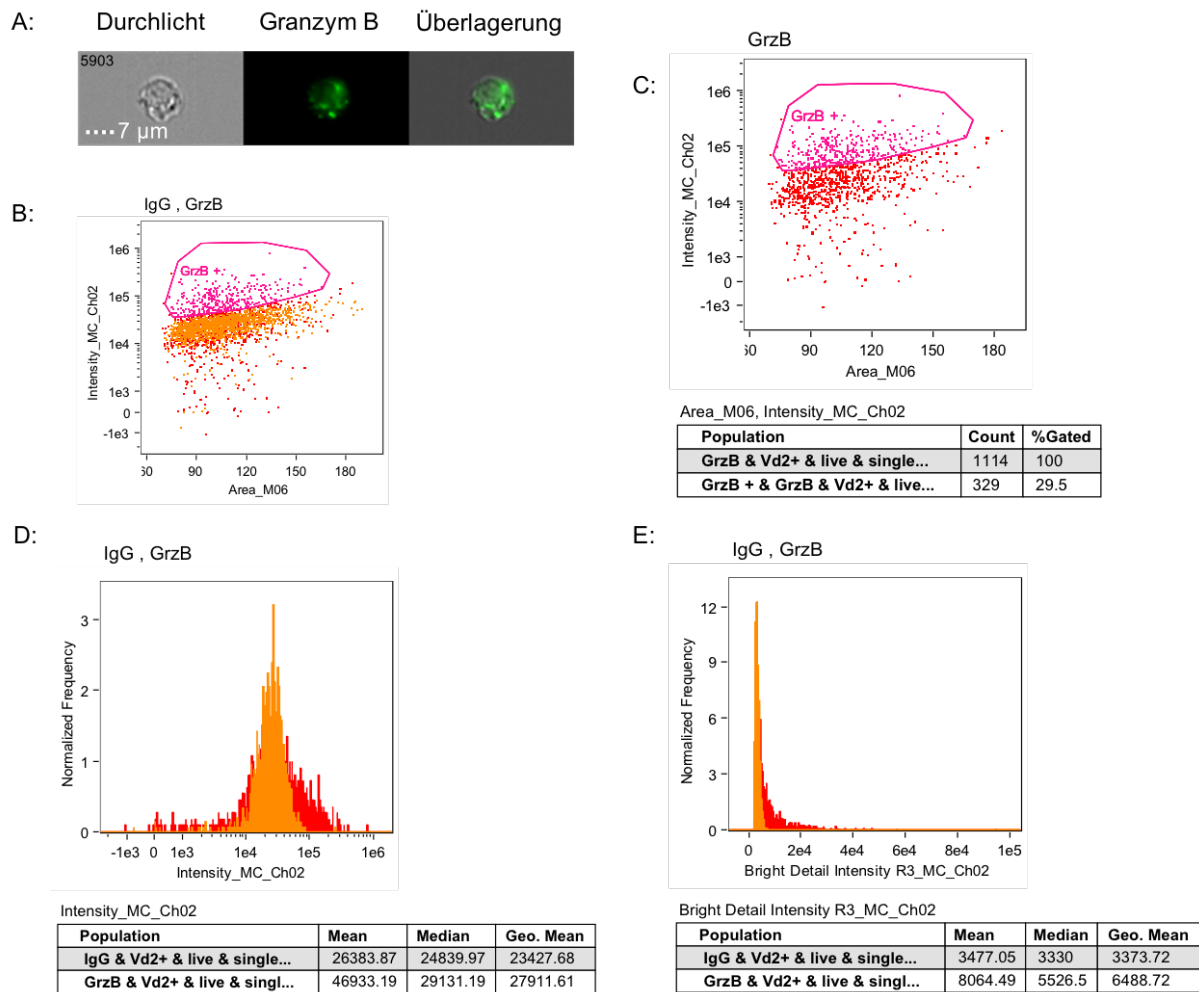 A:
Durchlicht Granzym B Überlagerung
5903
7 µm
B:
IgG , GrzB
Intensity_MC_Ch02
1e6
1e5
1e4
1e3
0
-1e3
GrzB +
60 90 120 150 180
Area_M06
C:
GrzB
Intensity_MC_Ch02
1e6
1e5
1e4
1e3
0
-1e3
GrzB +
60 90 120 150 180
Area_M06
Area_M06, Intensity_MC_Ch02
Population Count %Gated
GrzB & Vd2+ & live & single... 1114 100
GrzB + & GrzB & Vd2+ & live... 329 29.5
D:
IgG , GrzB
Normalized Frequency
3
2
1
0
-1e3 0 1e3 1e4 1e5 1e6
Intensity_MC_Ch02
Intensity_MC_Ch02
Population Mean Median Geo. Mean
IgG & Vd2+ & live & single... 26383.87 24839.97 23427.68
GrzB & Vd2+ & live & singl... 46933.19 29131.19 27911.61
E:
IgG , GrzB
Normalized Frequency
12
9
6
3
0
0 2e4 4e4 6e4 8e4 1e5
Bright Detail Intensity R3_MC_Ch02
Bright Detail Intensity R3_MC_Ch02
Population Mean Median Geo. Mean
IgG & Vd2+ & live & single... 3477.05 3330 3373.72
GrzB & Vd2+ & live & singl... 8064.49 5526.5 6488.72